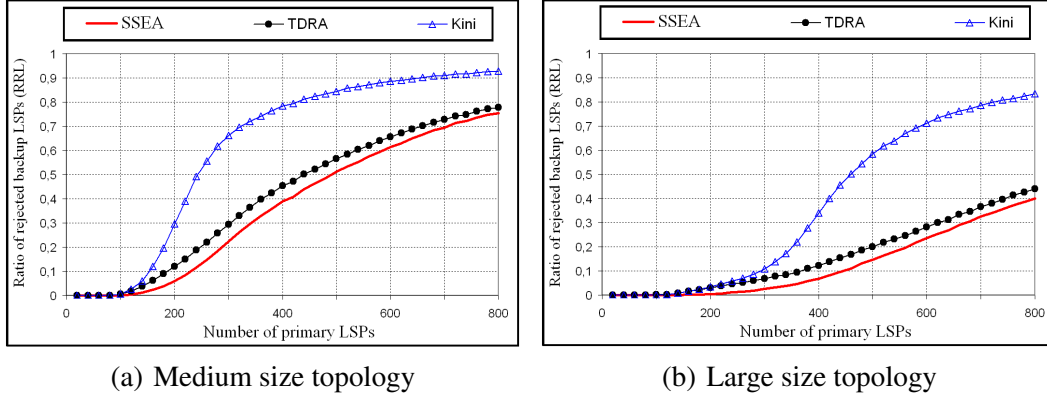 SSEA TDRA Kini
1
0,9
0,8
0,7
0,6
0,5
0,4
0,3
0,2
0,1
0
Ratio of rejected backup LSPs (RRL)
0 200 400 600 800
Number of primary LSPs
(a) Medium size topology
SSEA TDRA Kini
1
0,9
0,8
0,7
0,6
0,5
0,4
0,3
0,2
0,1
0
Ratio of rejected backup LSPs (RRL)
0 200 400 600 800
Number of primary LSPs
(b) Large size topology